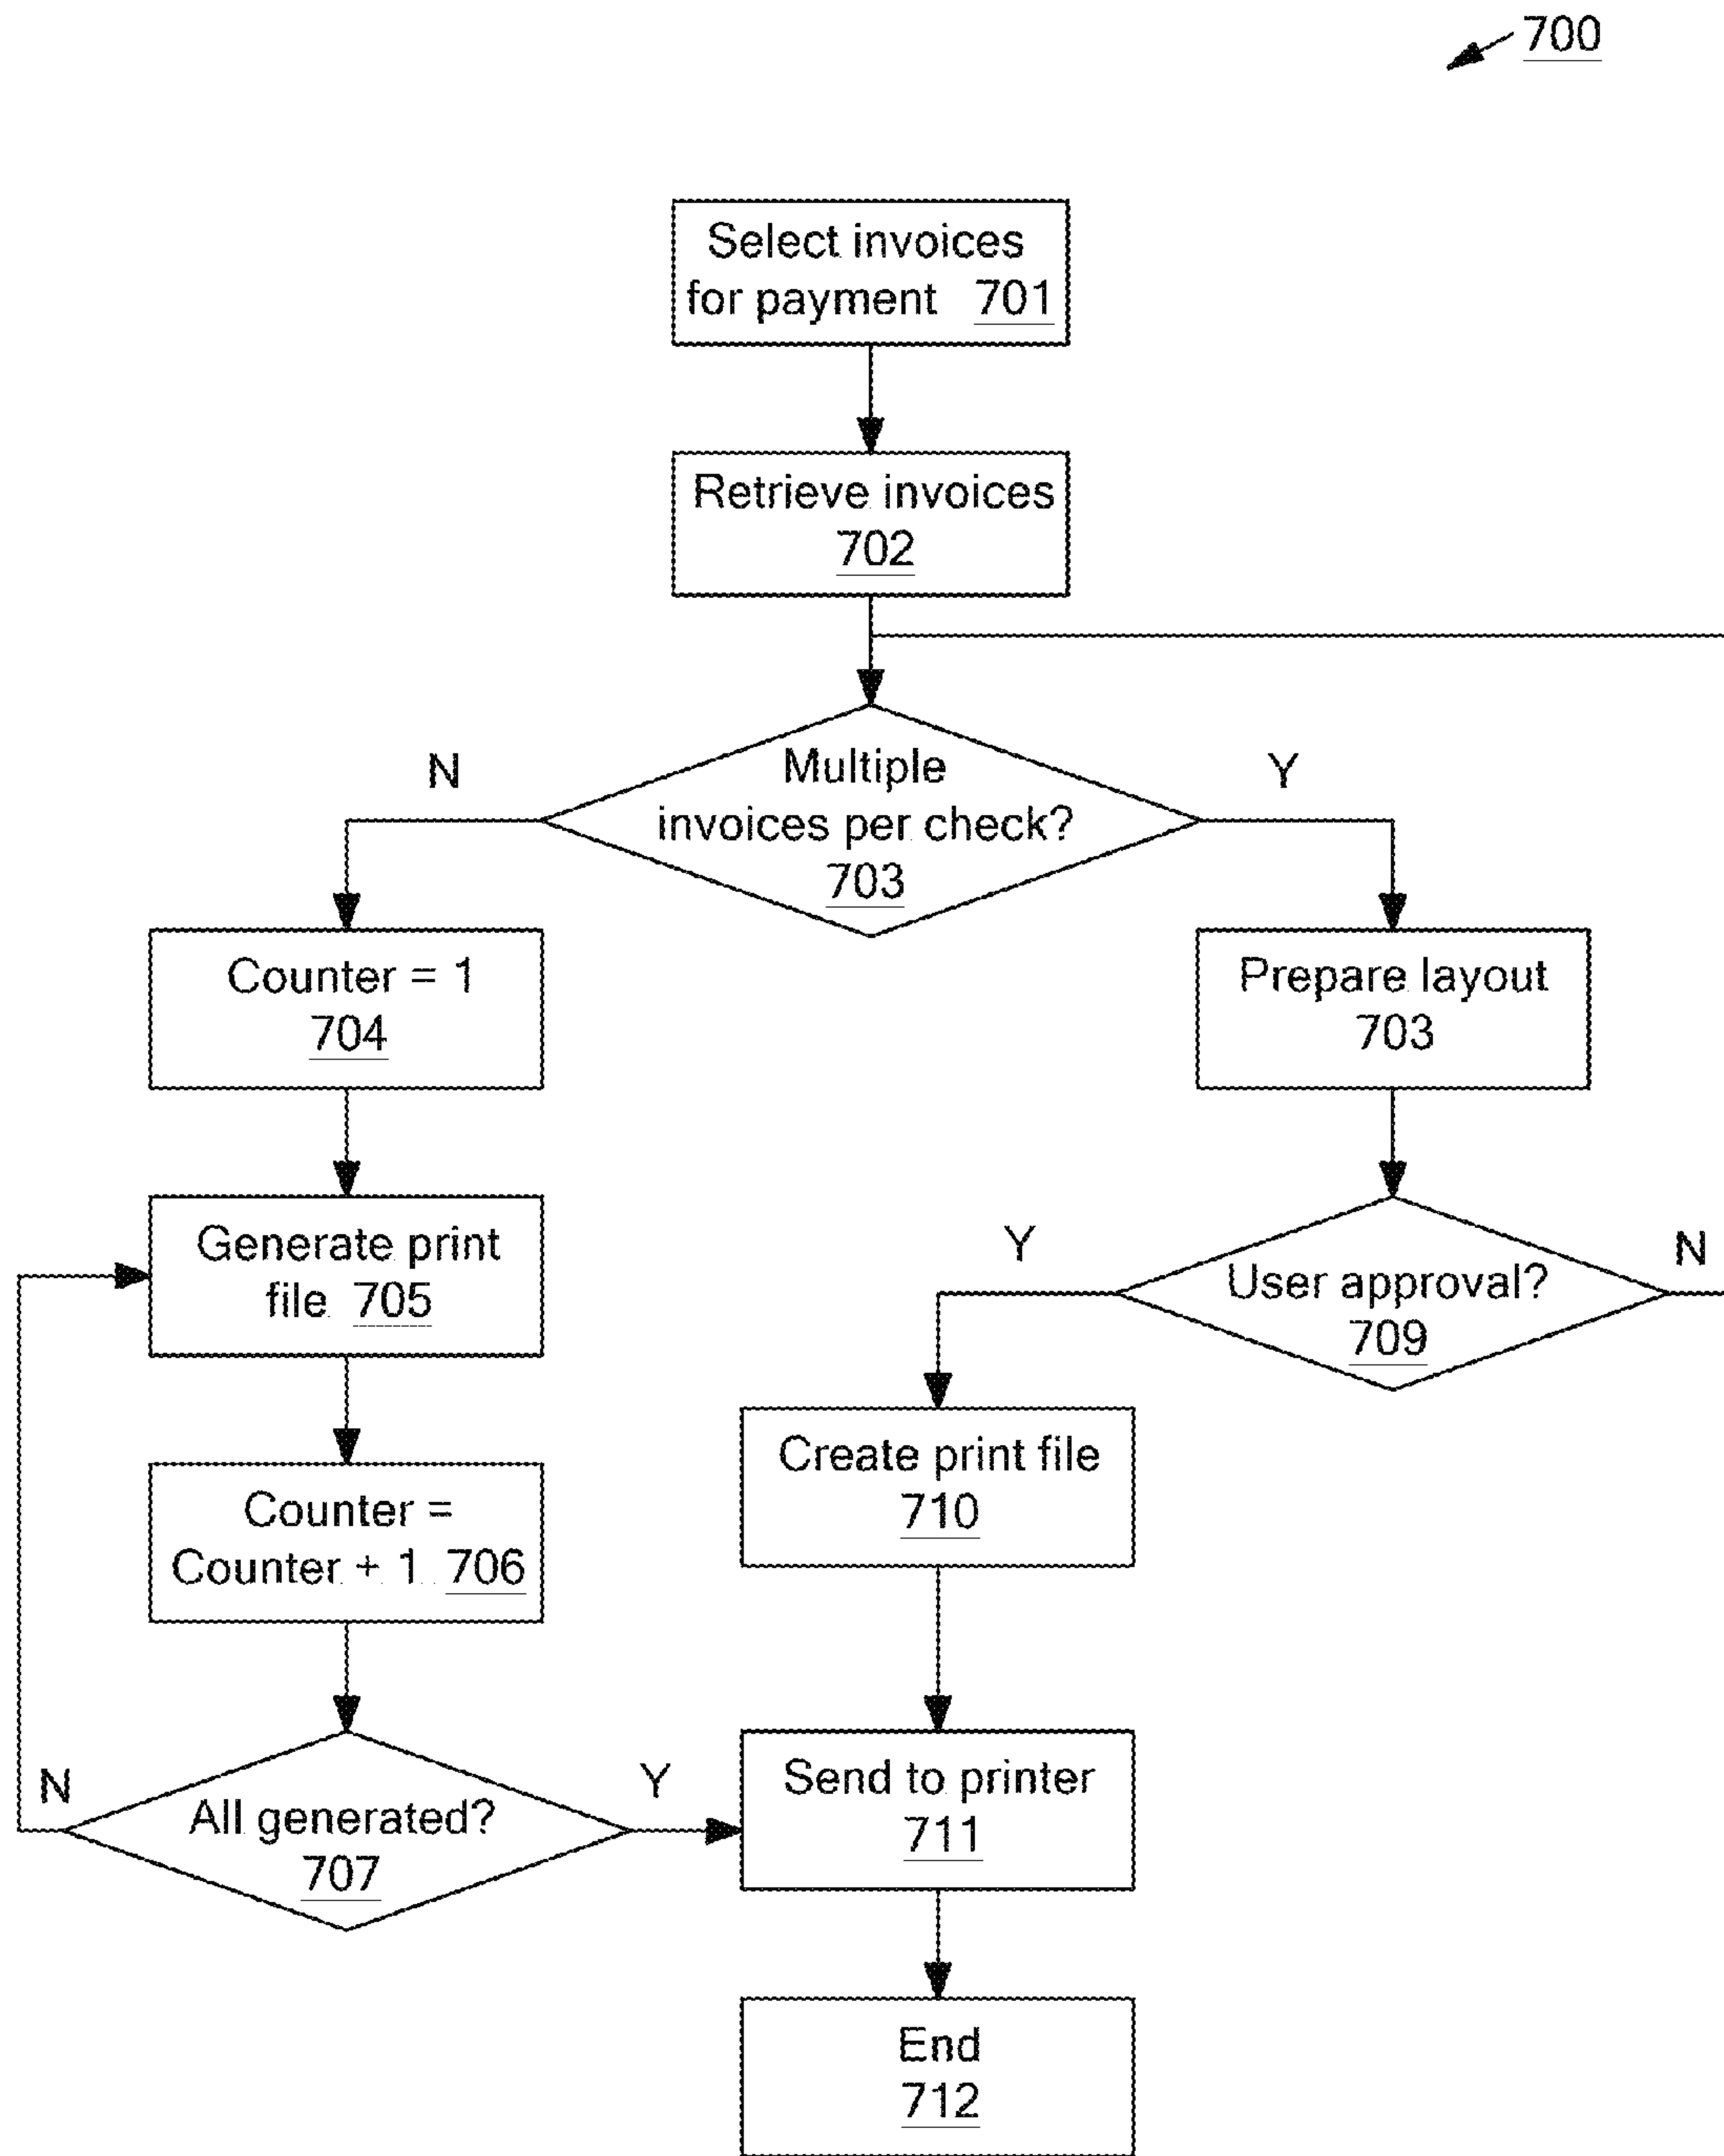 700
Select invoices
for payment 701
Retrieve invoices
702
N
Multiple
invoices per check?
703
Y
Counter = 1
704
Prepare layout
703
Generate print
file 705
Y
User approval?
709
N
Counter =
Counter + 1 706
Create print file
710
N
All generated?
707
Y
Send to printer
711
End
712